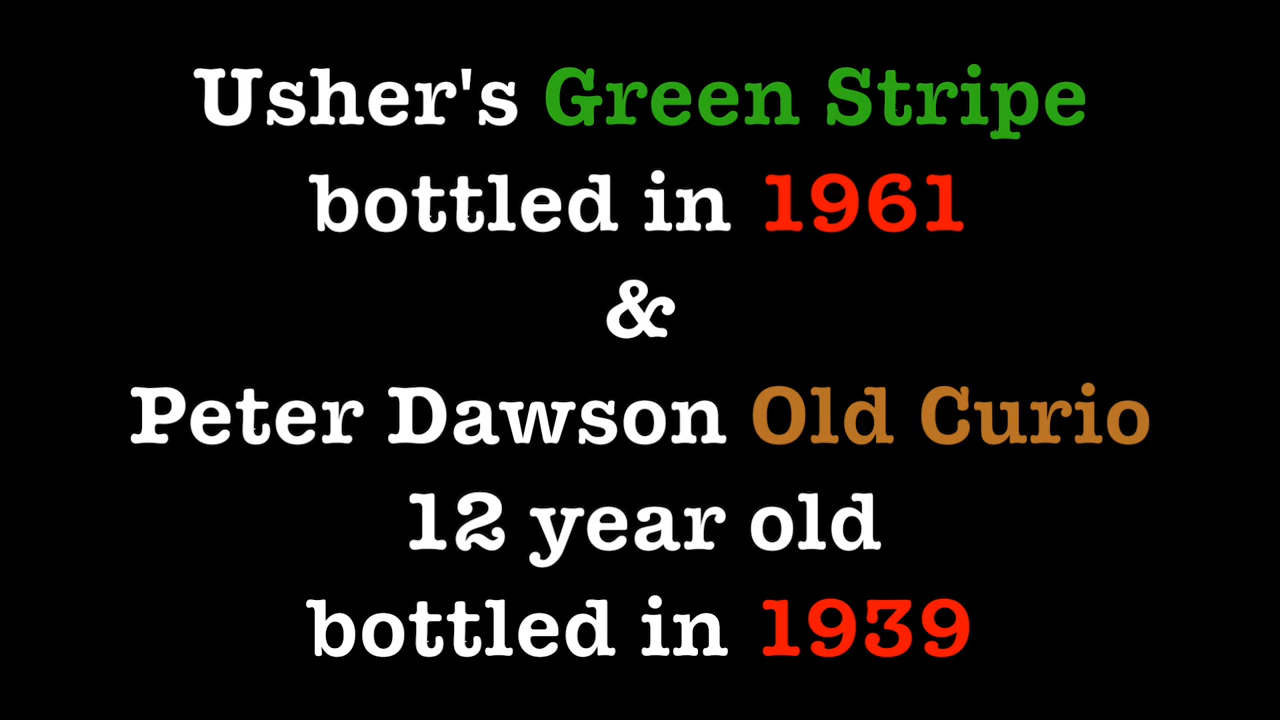 Usher's Green Stripe
bottled in 1961
&
Peter Dawson Old Curio
12 year old
bottled in 1939